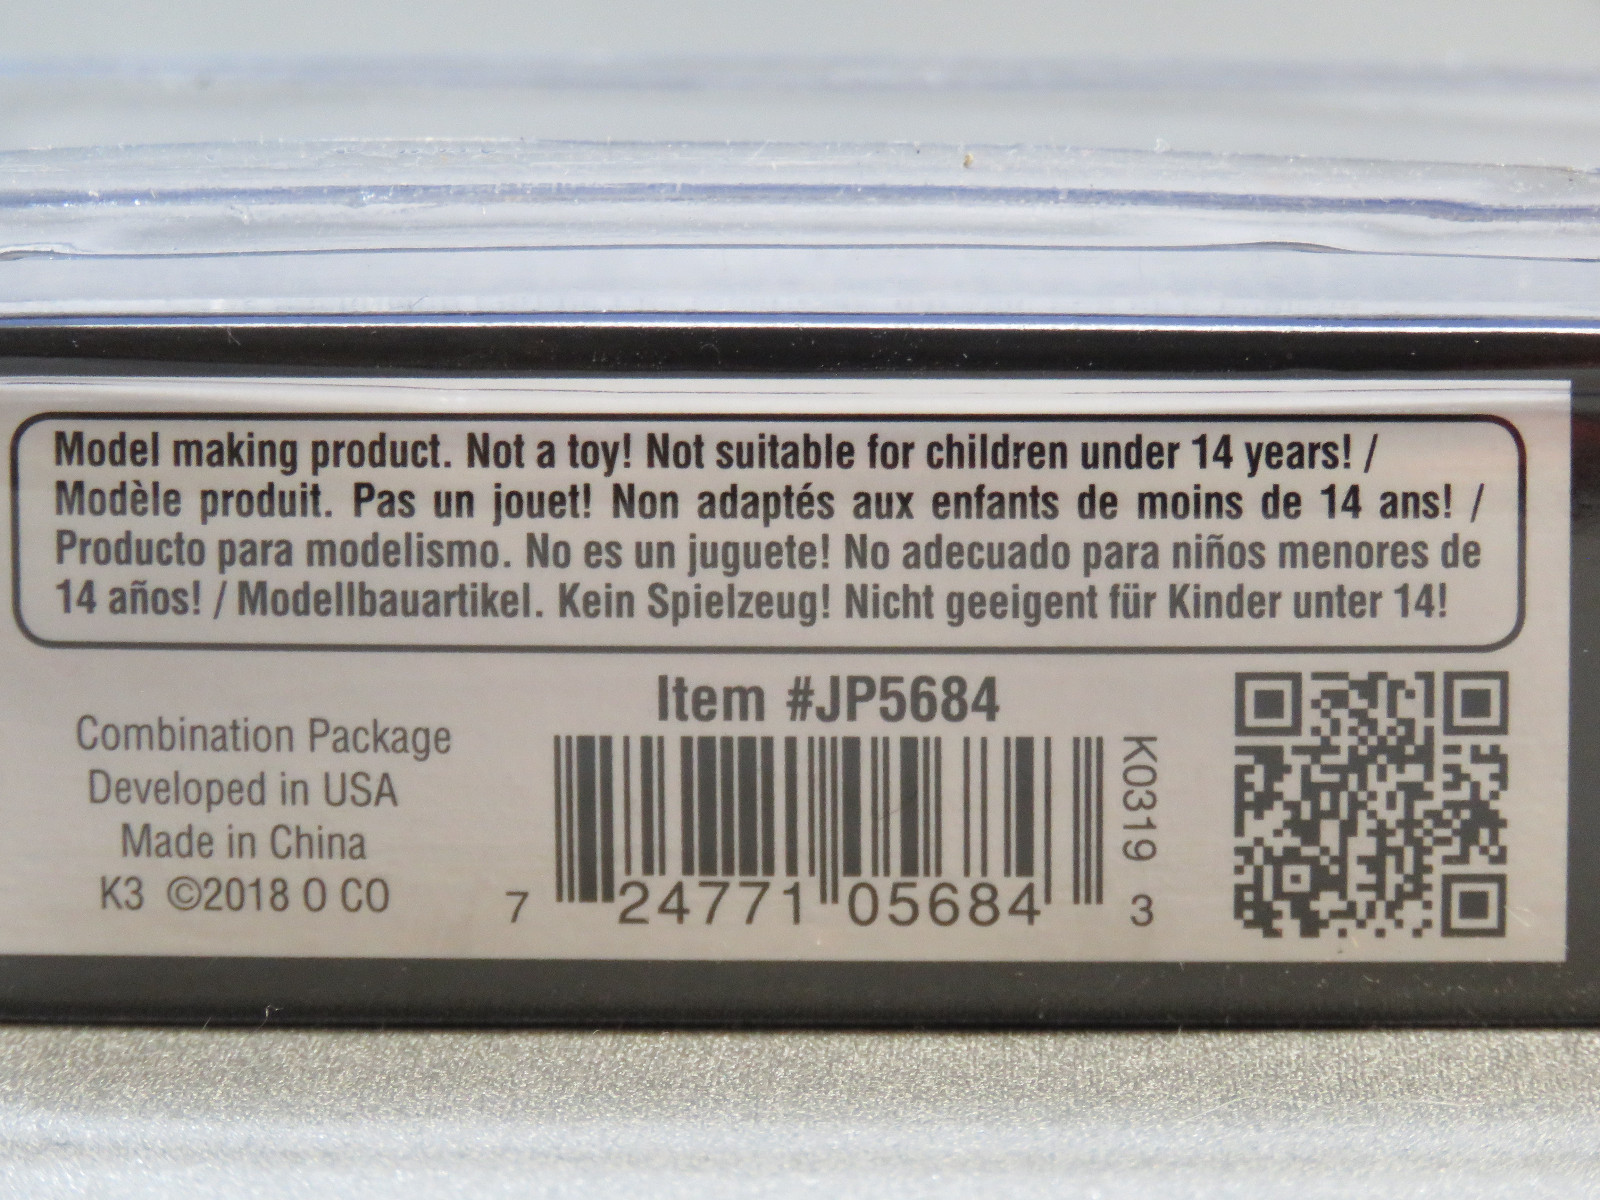 Model making product. Not a toy! Not suitable for children under 14 years! /
Modèle produit. Pas un jouet! Non adaptés aux enfants de moins de 14 ans! /
Producto para modelismo. No es un juguete! No adecuado para niños menores de
14 años! / Modellbauartikel. Kein Spielzeug! Nicht geeigent für Kinder unter 14!
Combination Package
Developed in USA
Made in China
K3 ©2018 O CO
Item #JP5684
7 24771 05684 3
K0319